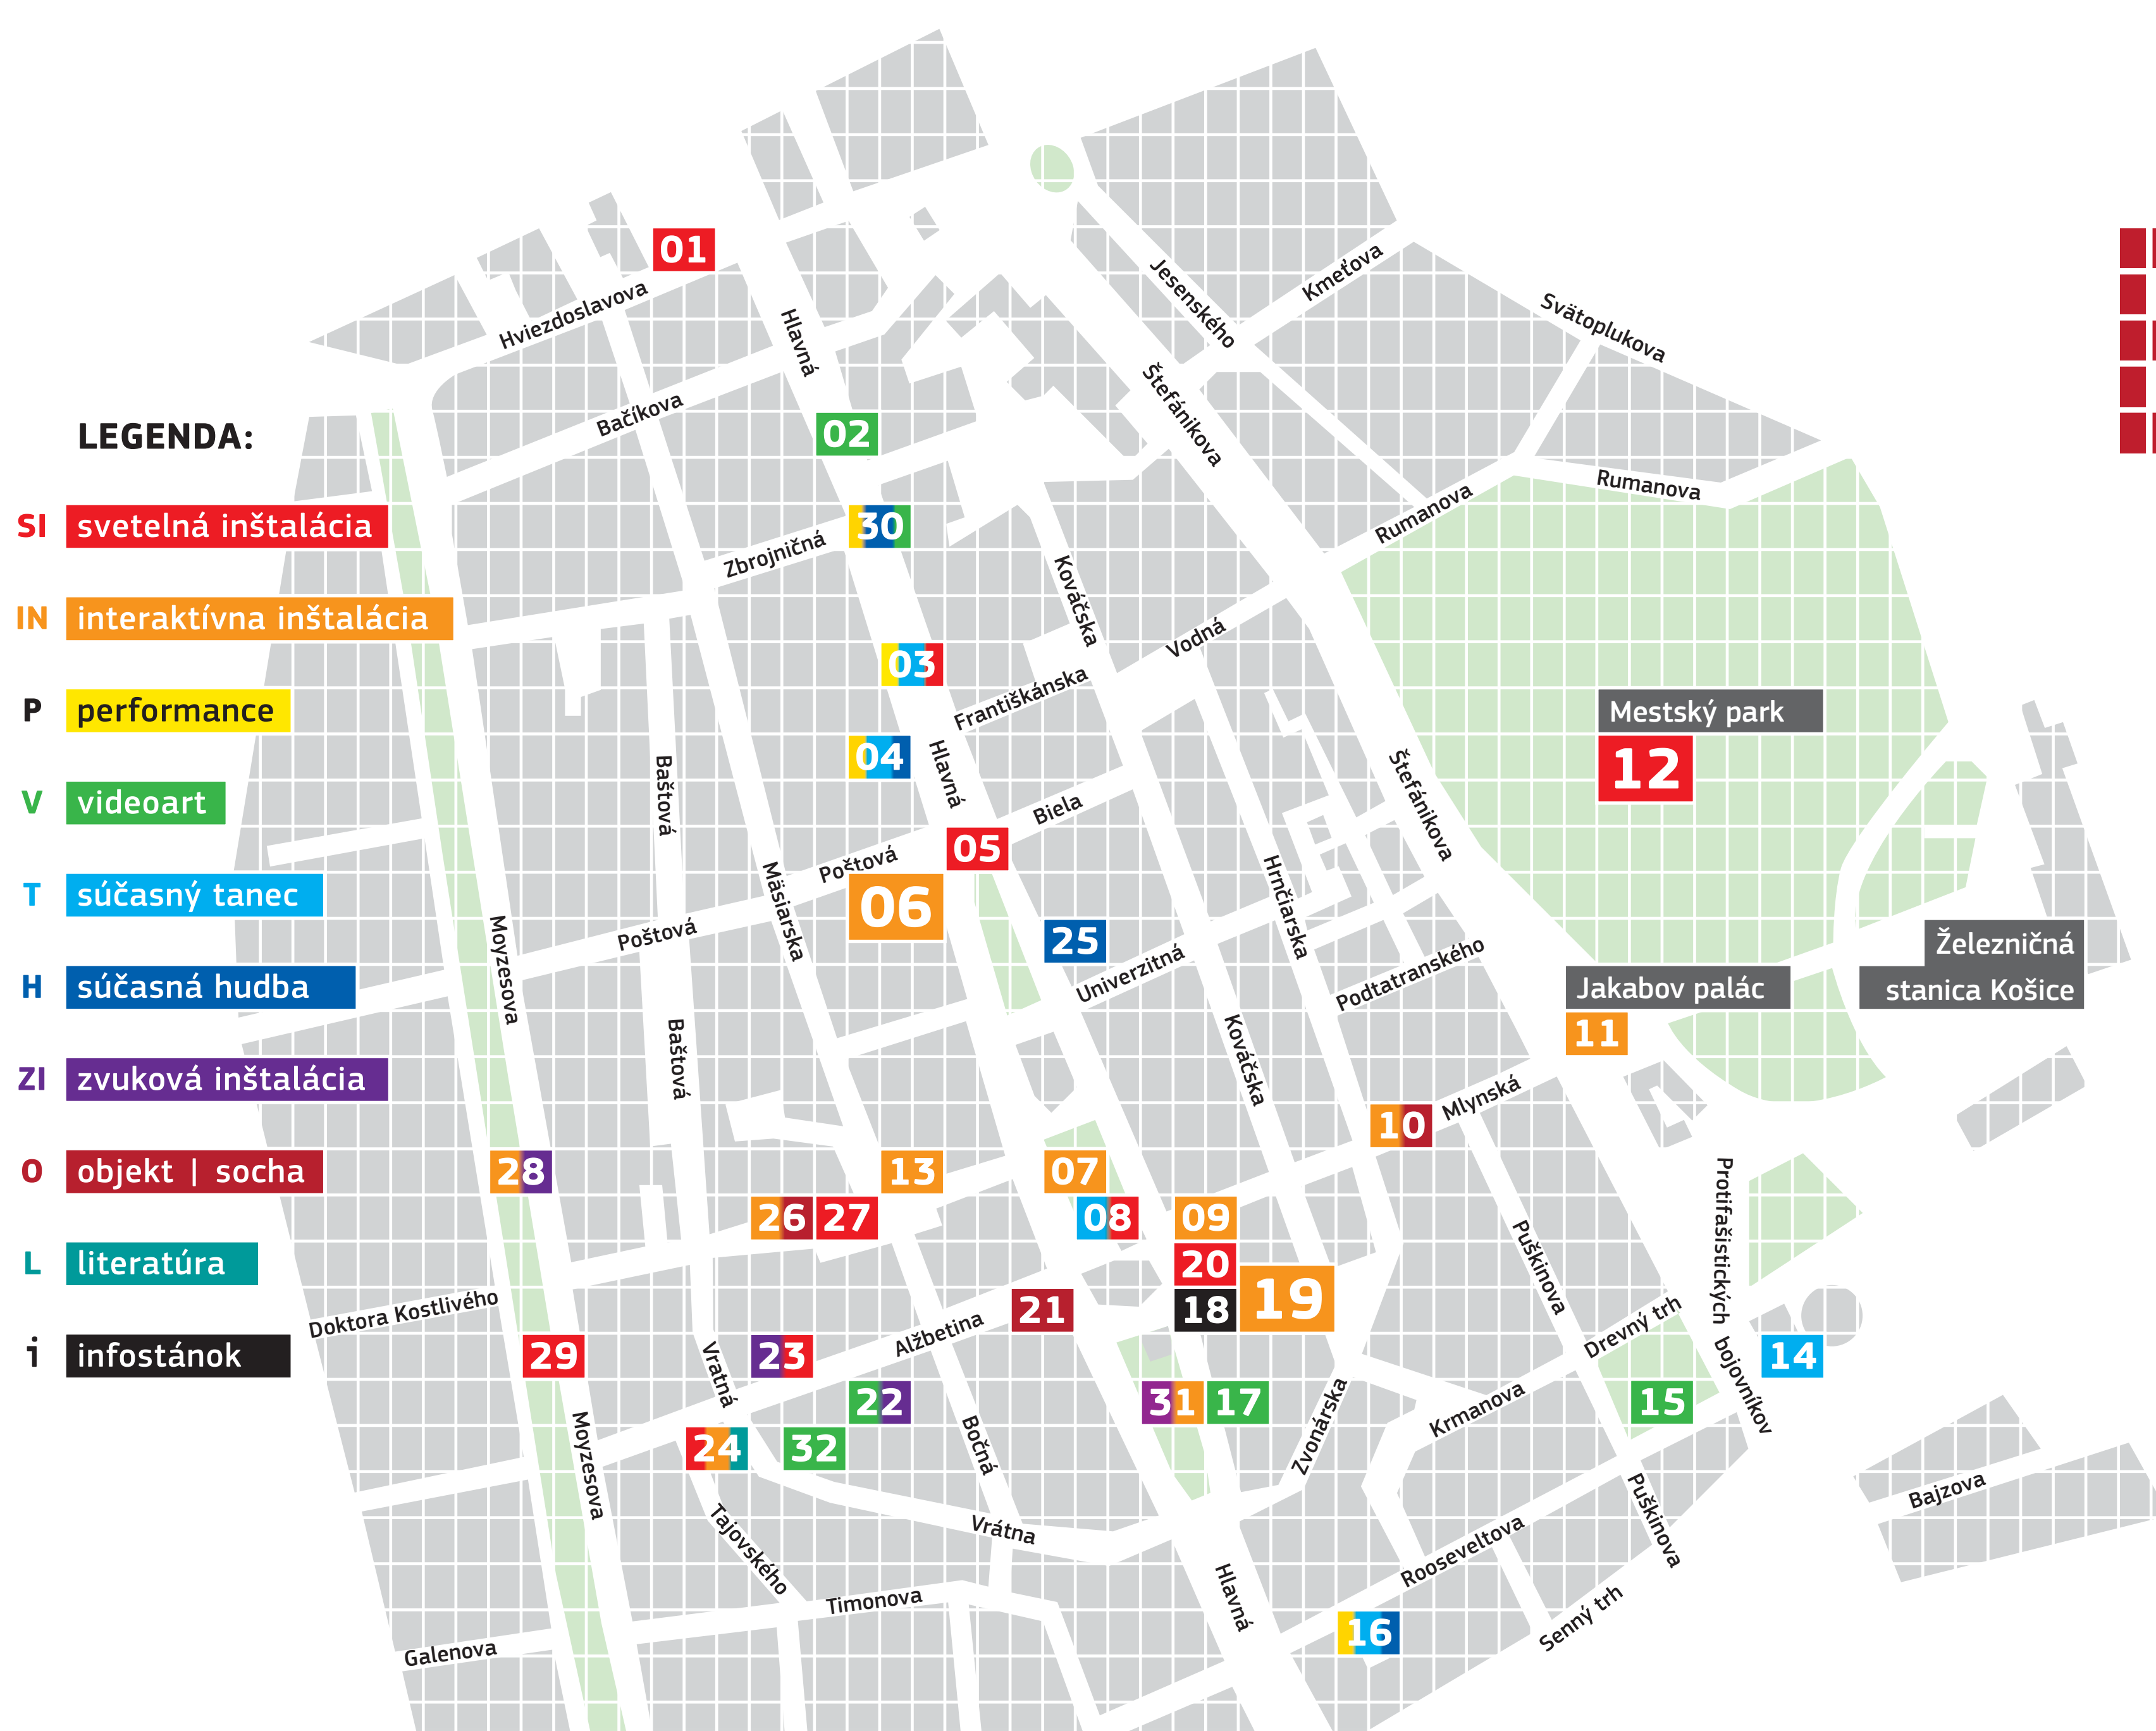 01
Hviezdoslavova
Hlavná
Jesenského
Kmeťova
Svätoplukova
Bačíkova
Štefánikova
02
LEGENDA:
SI svetelná inštalácia
IN interaktívna inštalácia
P performance
V videoart
T súčasný tanec
H súčasná hudba
ZI zvuková inštalácia
O objekt | socha
L literatúra
i infostánok
Rumanova
Rumanova
30
Zbrojničná
Kováčska
Vodná
03
Františkánska
Mestský park
12
04
Hlavná
Baštová
Štefánikova
Biela
05
Poštová
06
Mäsiarska
Hrnčiarska
Poštová
25
Moyzesova
Univerzitná
Podtatranského
Železničná
stanica Košice
Jakabov palác
11
Baštová
Kováčska
Mlynská
10
28
13
07
Protifašistických bojovníkov
26
27
08
09
Puškinova
20
19
18
21
Doktora Kostlivého
Alžbetina
Drevný trh
29
Vratná
23
14
22
31
17
Zvonárska
Krmanova
15
24
32
Bočná
Moyzesova
Puškinova
Bajzova
Tajovského
Vrátna
Rooseveltova
Hlavná
Timonova
Senný trh
16
Galenova